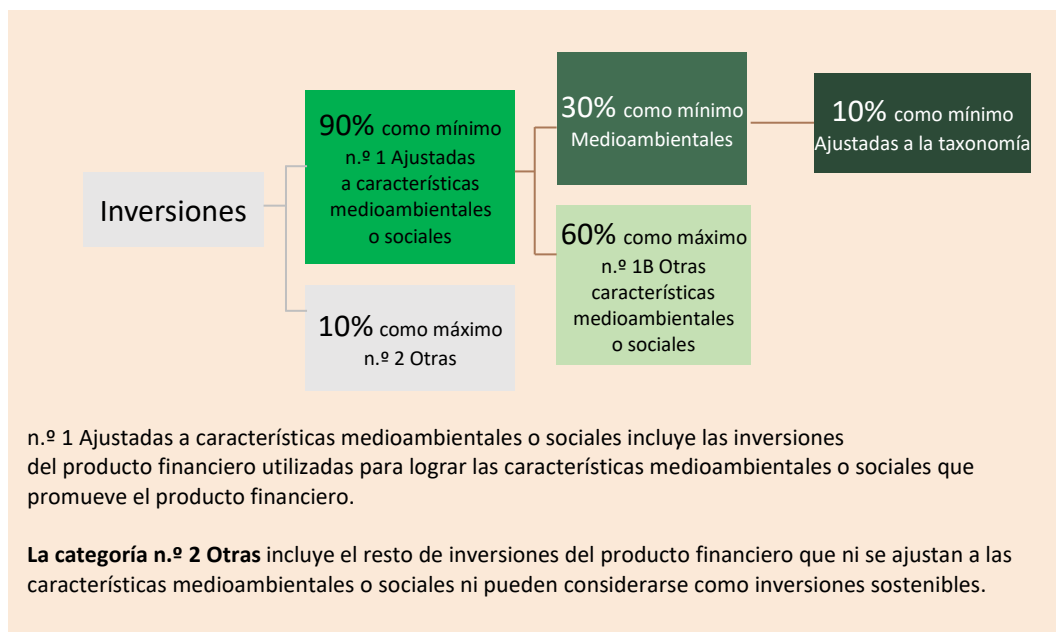 Inversiones
90% como mínimo
n.º 1 Ajustadas
a características
medioambientales
o sociales
10% como máximo
n.º 2 Otras
30% como mínimo
Medioambientales
60% como máximo
n.º 1B Otras
características
medioambientales
o sociales
10% como mínimo
Ajustadas a la taxonomía
n.º 1 Ajustadas a características medioambientales o sociales incluye las inversiones
del producto financiero utilizadas para lograr las características medioambientales o sociales que
promueve el producto financiero.
La categoría n.º 2 Otras incluye el resto de inversiones del producto financiero que ni se ajustan a las
características medioambientales o sociales ni pueden considerarse como inversiones sostenibles.